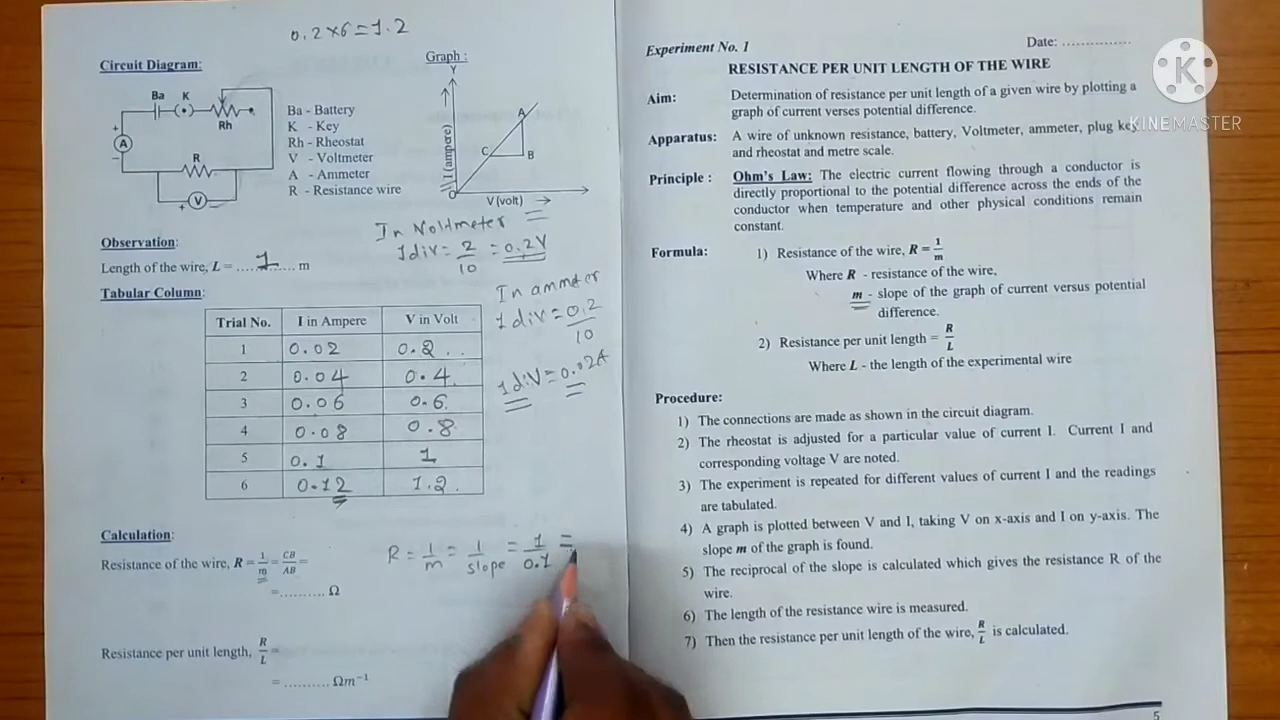 0.2×6=1.2
Circuit Diagram:
Ba K
Rh
A
R
V
+
–
+
–
Ba - Battery
K - Key
Rh - Rheostat
V - Voltmeter
A - Ammeter
R - Resistance wire
Graph :
Y
I (ampere)
A
C
B
O
V(volt)
In Voltmeter
1div = 2/10 = 0.2V
Observation:
Length of the wire, L = ....1.... m
In ammter
1div = 0.2/10
1div = 0.02A
Tabular Column:
Trial No. I in Ampere V in Volt
1 0.02 0.2
2 0.04 0.4
3 0.06 0.6
4 0.08 0.8
5 0.1 1
6 0.12 1.2
Calculation:
Resistance of the wire, R = 1/m = CB/AB =
=.......... Ω
R = 1/m = 1/slope = 1/0.1 =
Resistance per unit length, R/L =
=.......... Ωm⁻¹
Experiment No. 1
Date: ...............
RESISTANCE PER UNIT LENGTH OF THE WIRE
Aim: Determination of resistance per unit length of a given wire by plotting a
graph of current verses potential difference.
Apparatus: A wire of unknown resistance, battery, Voltmeter, ammeter, plug key
and rheostat and metre scale.
Principle : Ohm's Law: The electric current flowing through a conductor is
directly proportional to the potential difference across the ends of the
conductor when temperature and other physical conditions remain
constant.
Formula: 1) Resistance of the wire, R = 1/m
Where R - resistance of the wire,
m - slope of the graph of current versus potential
difference.
2) Resistance per unit length = R/L
Where L - the length of the experimental wire
Procedure:
1) The connections are made as shown in the circuit diagram.
2) The rheostat is adjusted for a particular value of current I. Current I and
corresponding voltage V are noted.
3) The experiment is repeated for different values of current I and the readings
are tabulated.
4) A graph is plotted between V and I, taking V on x-axis and I on y-axis. The
slope m of the graph is found.
5) The reciprocal of the slope is calculated which gives the resistance R of the
wire.
6) The length of the resistance wire is measured.
7) Then the resistance per unit length of the wire, R/L is calculated.
5
K
KINEMASTER